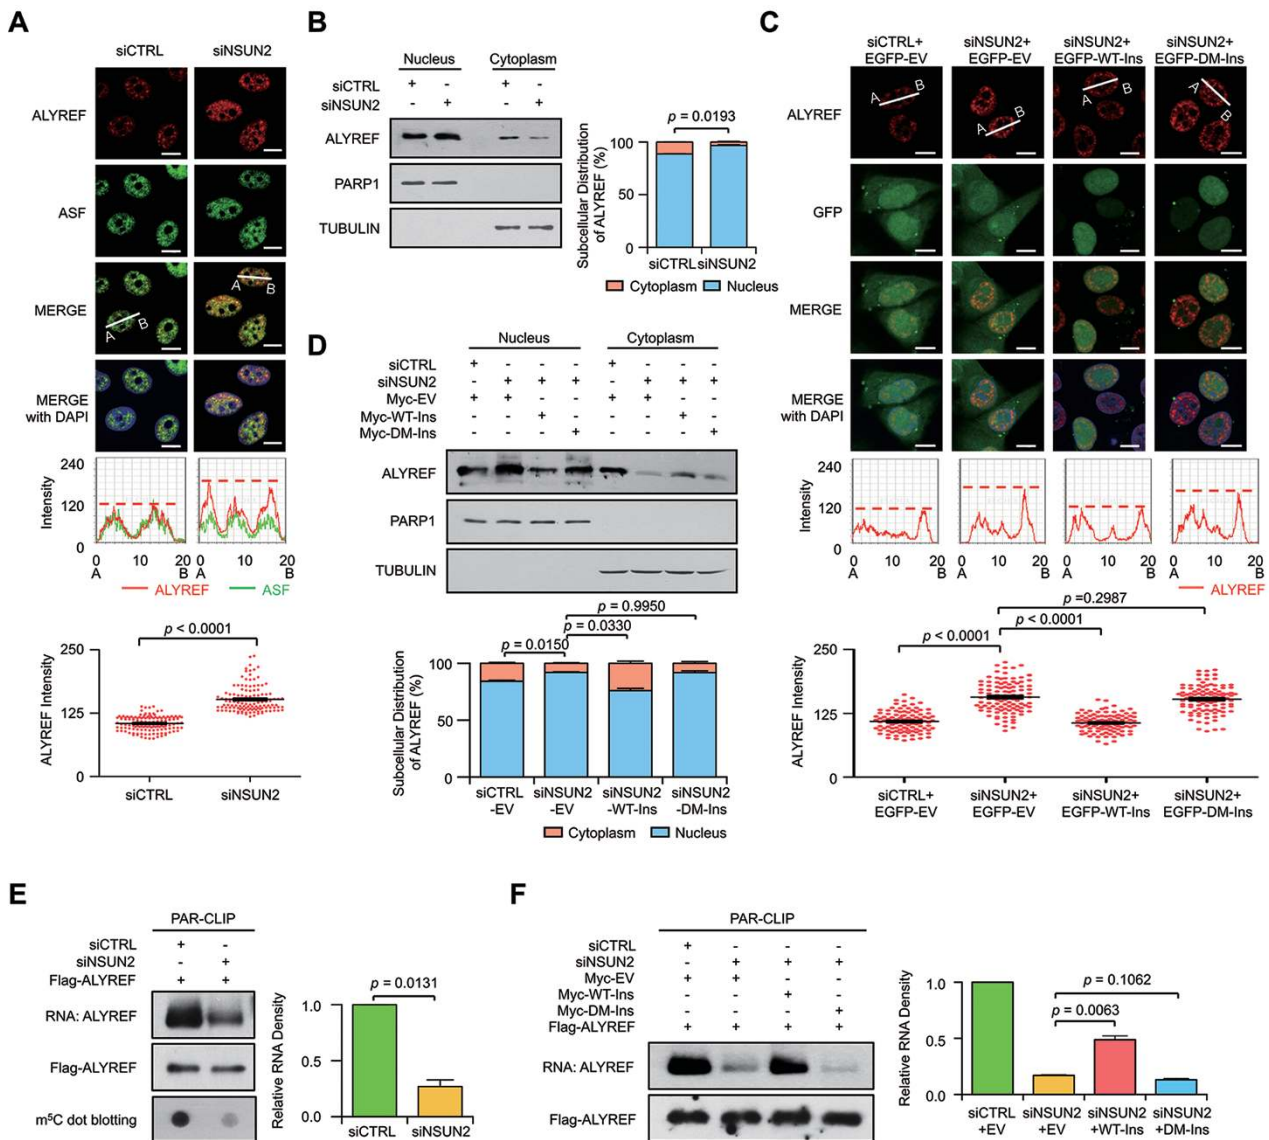 A
siCTRL siNSUN2
ALYREF
ASF
MERGE
A B
A B
MERGE
with DAPI
Intensity
240
120
0
0 10 20 0 10 20
A B A B
ALYREF ASF
p < 0.0001
ALYREF Intensity
250
125
0
siCTRL siNSUN2
B
Nucleus Cytoplasm
siCTRL + - + -
siNSUN2 - + - +
ALYREF
PARP1
TUBULIN
p = 0.0193
Subcellular Distribution
of ALYREF (%)
100
50
0
siCTRL siNSUN2
Cytoplasm Nucleus
C
siCTRL+ siNSUN2+ siNSUN2+ siNSUN2+
EGFP-EV EGFP-EV EGFP-WT-Ins EGFP-DM-Ins
ALYREF
A B A B A B A B
GFP
MERGE
MERGE
with DAPI
Intensity
240
120
0
0 10 20 0 10 20 0 10 20 0 10 20
A B A B A B A B
ALYREF
p =0.2987
p < 0.0001
p < 0.0001
ALYREF Intensity
250
125
0
siCTRL+ siNSUN2+ siNSUN2+ siNSUN2+
EGFP-EV EGFP-EV EGFP-WT-Ins EGFP-DM-Ins
D
Nucleus Cytoplasm
siCTRL + - - - + - - -
siNSUN2 - + + + - + + +
Myc-EV + + - - + + - -
Myc-WT-Ins - - + - - - + -
Myc-DM-Ins - - - + - - - +
ALYREF
PARP1
TUBULIN
p = 0.9950
p = 0.0330
p = 0.0150
Subcellular Distribution
of ALYREF (%)
100
50
0
siCTRL siNSUN2 siNSUN2 siNSUN2
-EV -EV -WT-Ins -DM-Ins
Cytoplasm Nucleus
E
PAR-CLIP
siCTRL + -
siNSUN2 - +
Flag-ALYREF + +
RNA: ALYREF
Flag-ALYREF
m⁵C dot blotting
p = 0.0131
Relative RNA Density
1.0
0.5
0.0
siCTRL siNSUN2
F
PAR-CLIP
siCTRL + - - -
siNSUN2 - + + +
Myc-EV + + - -
Myc-WT-Ins - - + -
Myc-DM-Ins - - - +
Flag-ALYREF + + + +
RNA: ALYREF
Flag-ALYREF
p = 0.1062
p = 0.0063
Relative RNA Density
1.0
0.5
0.0
siCTRL siNSUN2 siNSUN2 siNSUN2
+EV +EV +WT-Ins +DM-Ins